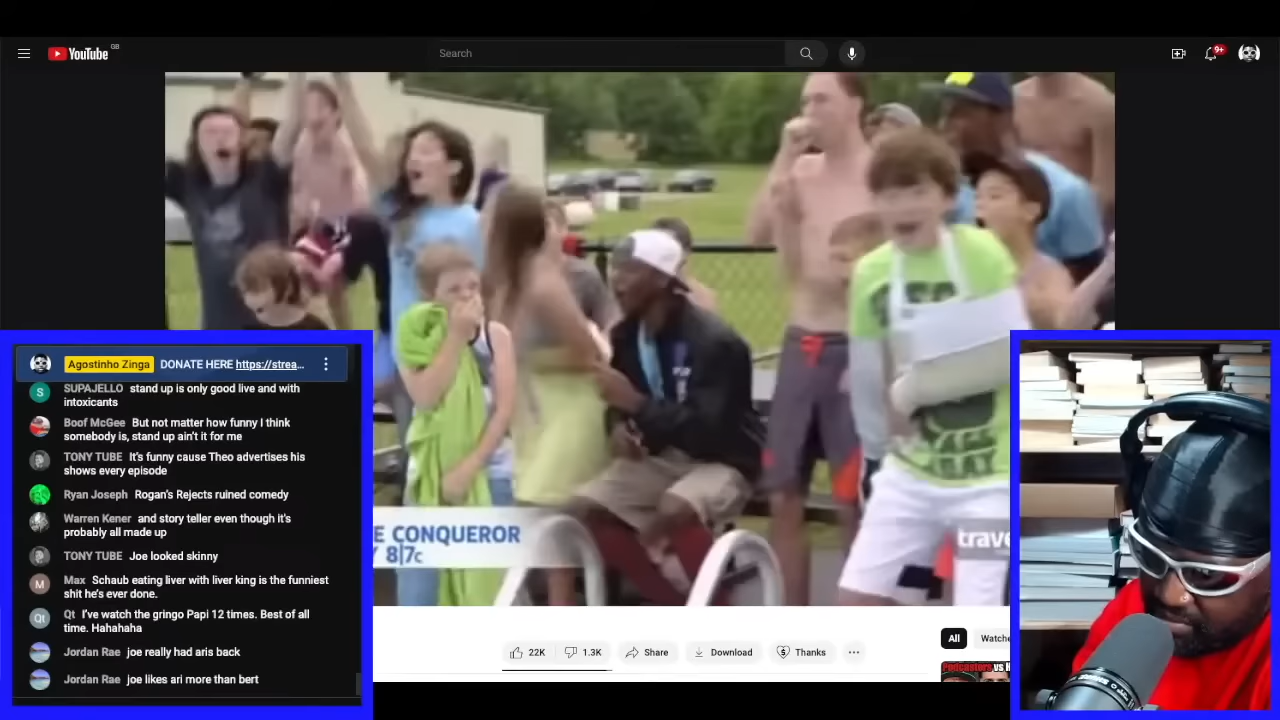 YouTube
GB
Search
9+
Agostinho Zinga DONATE HERE https://strea...
S SUPAJELLO stand up is only good live and with
intoxicants
Boof McGee But not matter how funny I think
somebody is, stand up ain't it for me
TONY TUBE It's funny cause Theo advertises his
shows every episode
Ryan Joseph Rogan's Rejects ruined comedy
Warren Kener and story teller even though it's
probably all made up
TONY TUBE Joe looked skinny
M Max Schaub eating liver with liver king is the funniest
shit he's ever done.
Qt Qt I've watch the gringo Papi 12 times. Best of all
time. Hahahaha
Jordan Rae joe really had aris back
Jordan Rae joe likes ari more than bert
E CONQUEROR
8|7c
trave
22K
1.3K
Share
Download
Thanks
All
Watche
Podcasters vs H